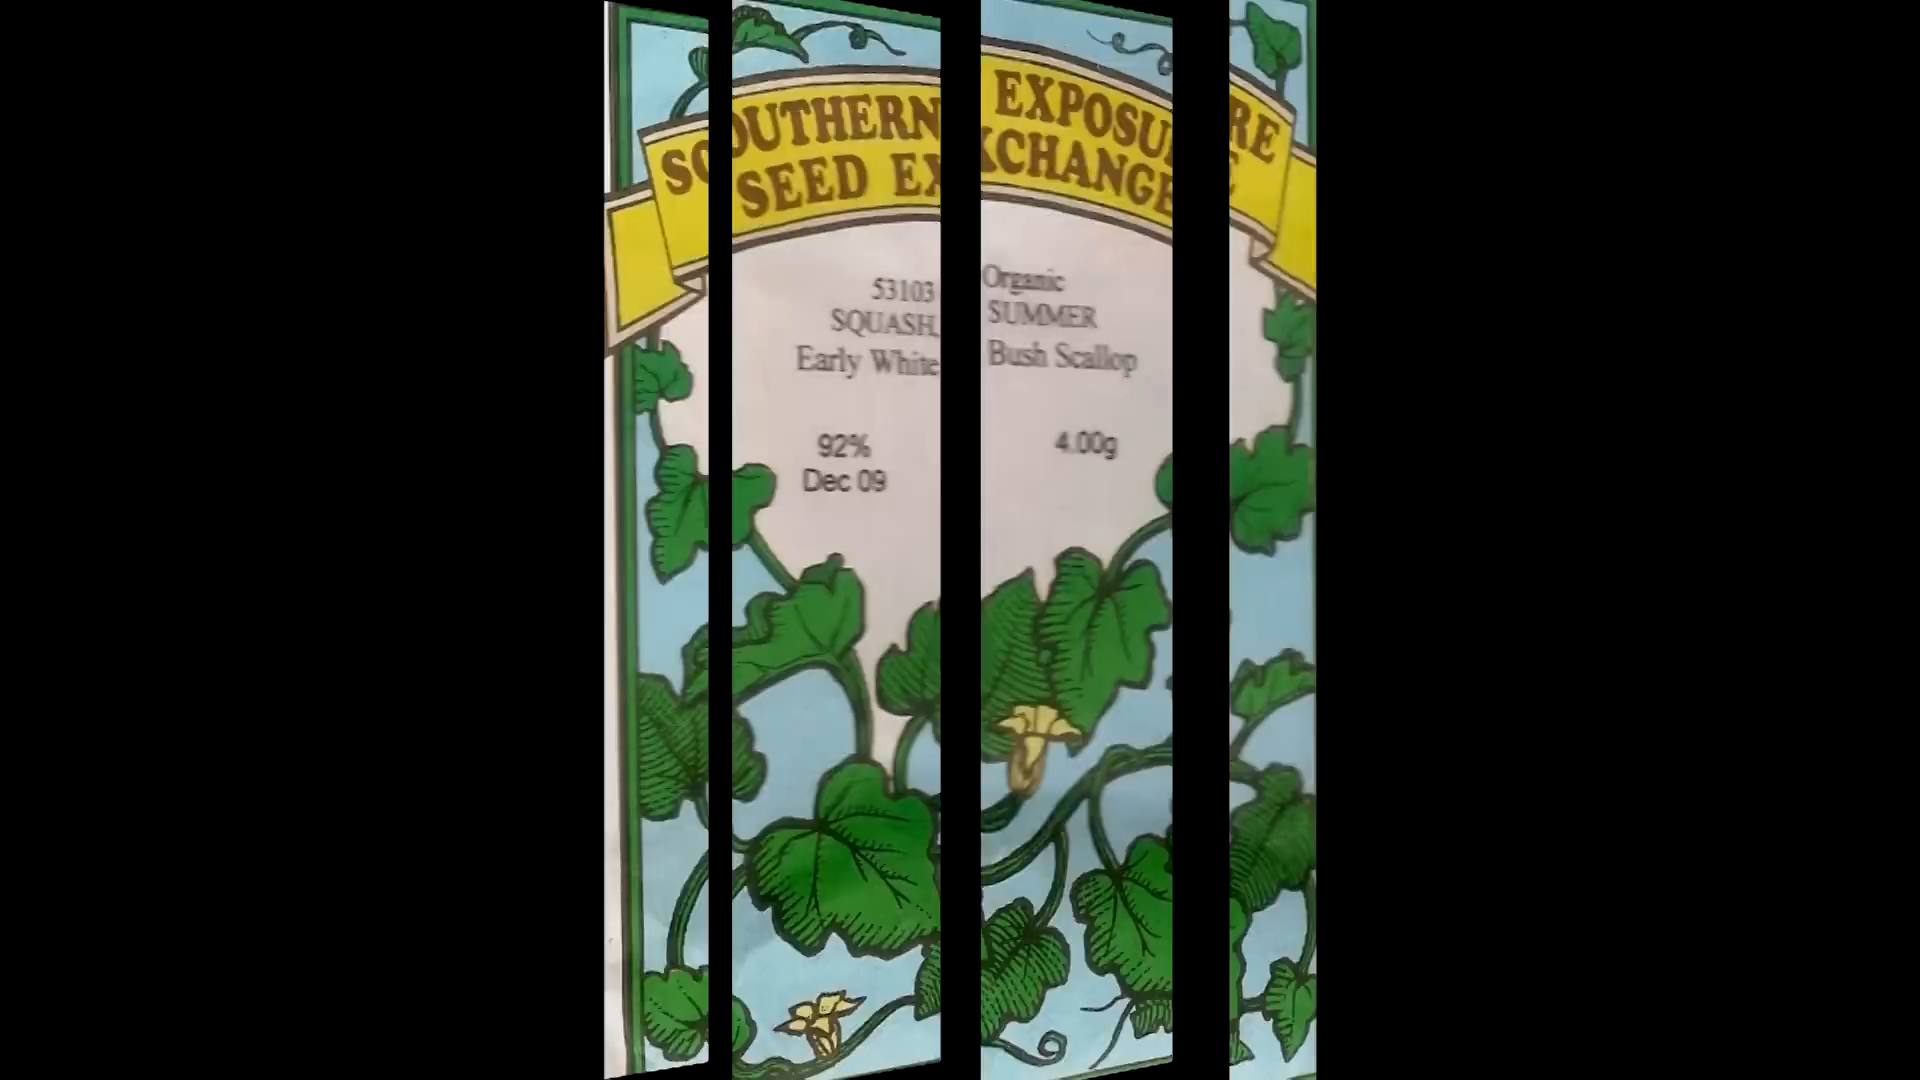 SOUTHERN EXPOSURE
SEED EXCHANGE
53103 Organic
SQUASH, SUMMER
Early White Bush Scallop
92% 4.00g
Dec 09